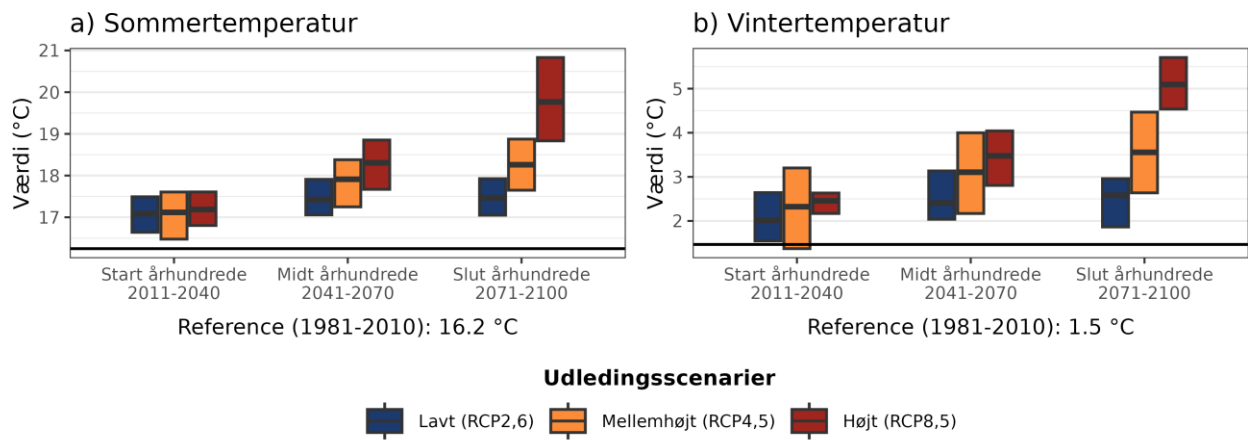 a) Sommertemperatur
Værdi (°C)
21
20
19
18
17
Start århundrede
2011-2040
Midt århundrede
2041-2070
Slut århundrede
2071-2100
Reference (1981-2010): 16.2 °C
b) Vintertemperatur
Værdi (°C)
5
4
3
2
Start århundrede
2011-2040
Midt århundrede
2041-2070
Slut århundrede
2071-2100
Reference (1981-2010): 1.5 °C
Udledingsscenarier
Lavt (RCP2,6)
Mellemhøjt (RCP4,5)
Højt (RCP8,5)